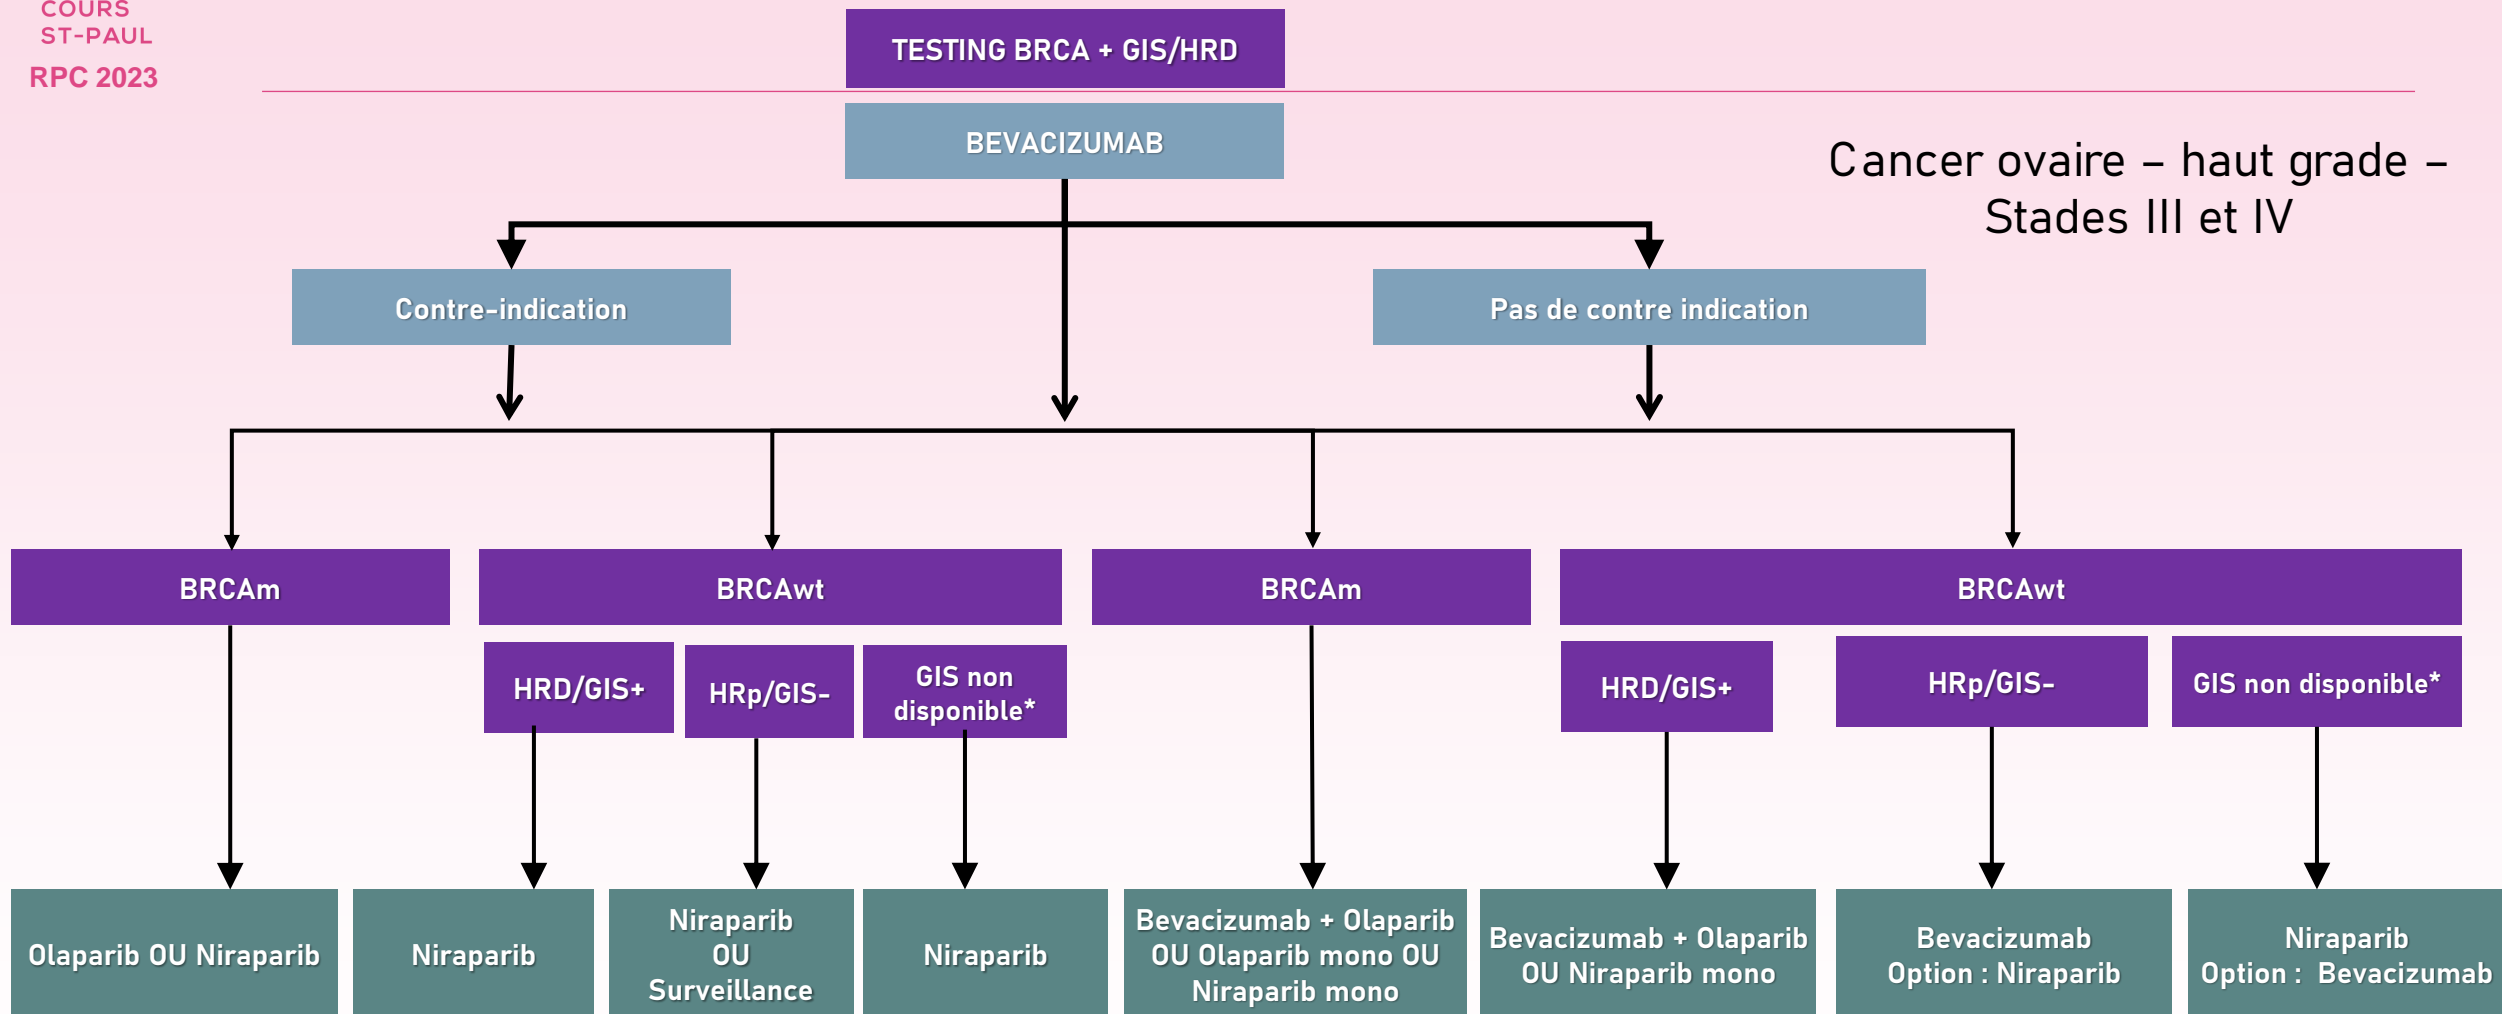 COURS
ST-PAUL
RPC 2023
TESTING BRCA + GIS/HRD
BEVACIZUMAB
Cancer ovaire – haut grade –
Stades III et IV
Contre-indication
Pas de contre indication
BRCAm
BRCAwt
BRCAm
BRCAwt
HRD/GIS+
HRp/GIS-
GIS non
disponible*
HRD/GIS+
HRp/GIS-
GIS non disponible*
Olaparib OU Niraparib
Niraparib
Niraparib
OU
Surveillance
Niraparib
Bevacizumab + Olaparib
OU Olaparib mono OU
Niraparib mono
Bevacizumab + Olaparib
OU Niraparib mono
Bevacizumab
Option : Niraparib
Niraparib
Option :  Bevacizumab